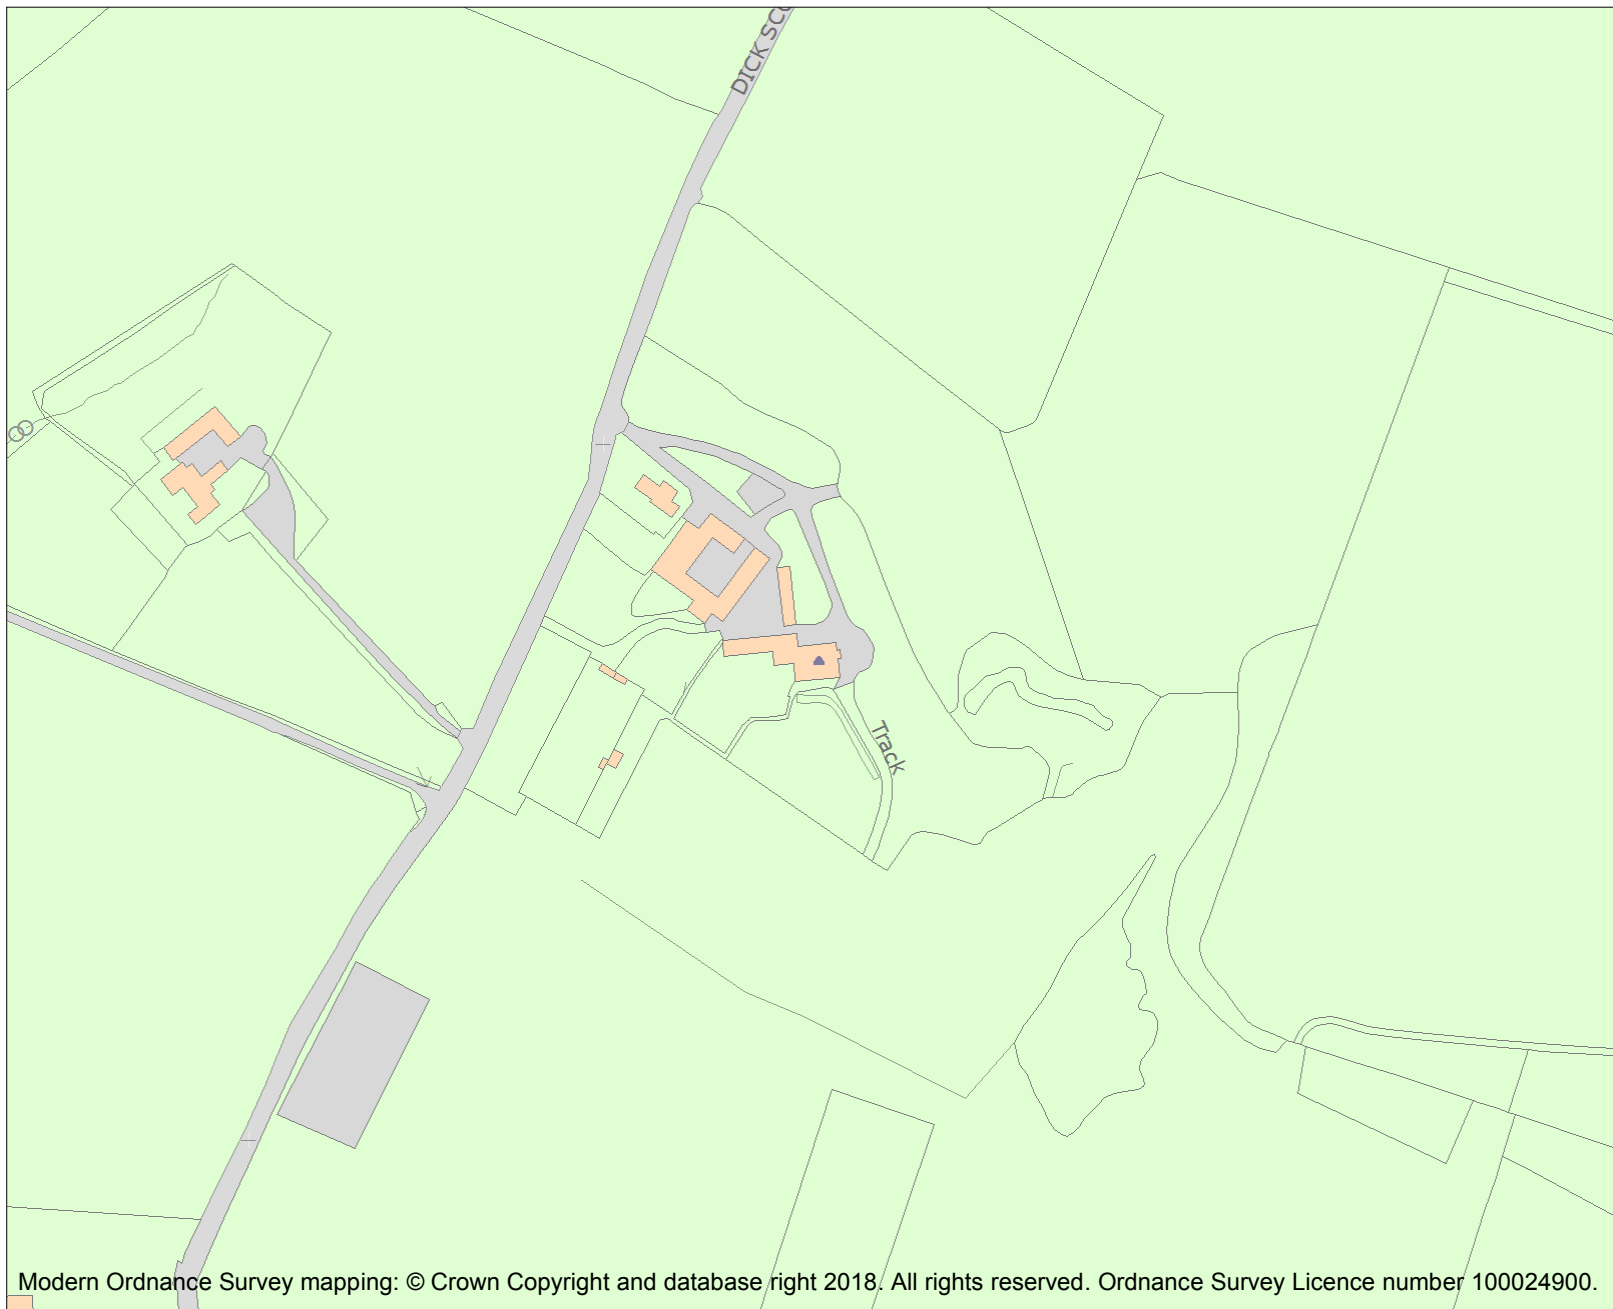 DICK
Track
Modern Ordnance Survey mapping: © Crown Copyright and database right 2018. All rights reserved. Ordnance Survey Licence number 100024900.